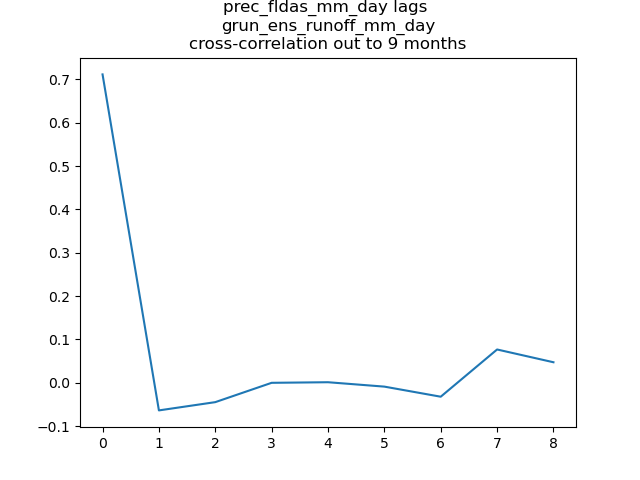 prec_fldas_mm_day lags
grun_ens_runoff_mm_day
cross-correlation out to 9 months
0.7
0.6
0.5
0.4
0.3
0.2
0.1
0.0
−0.1
0 1 2 3 4 5 6 7 8